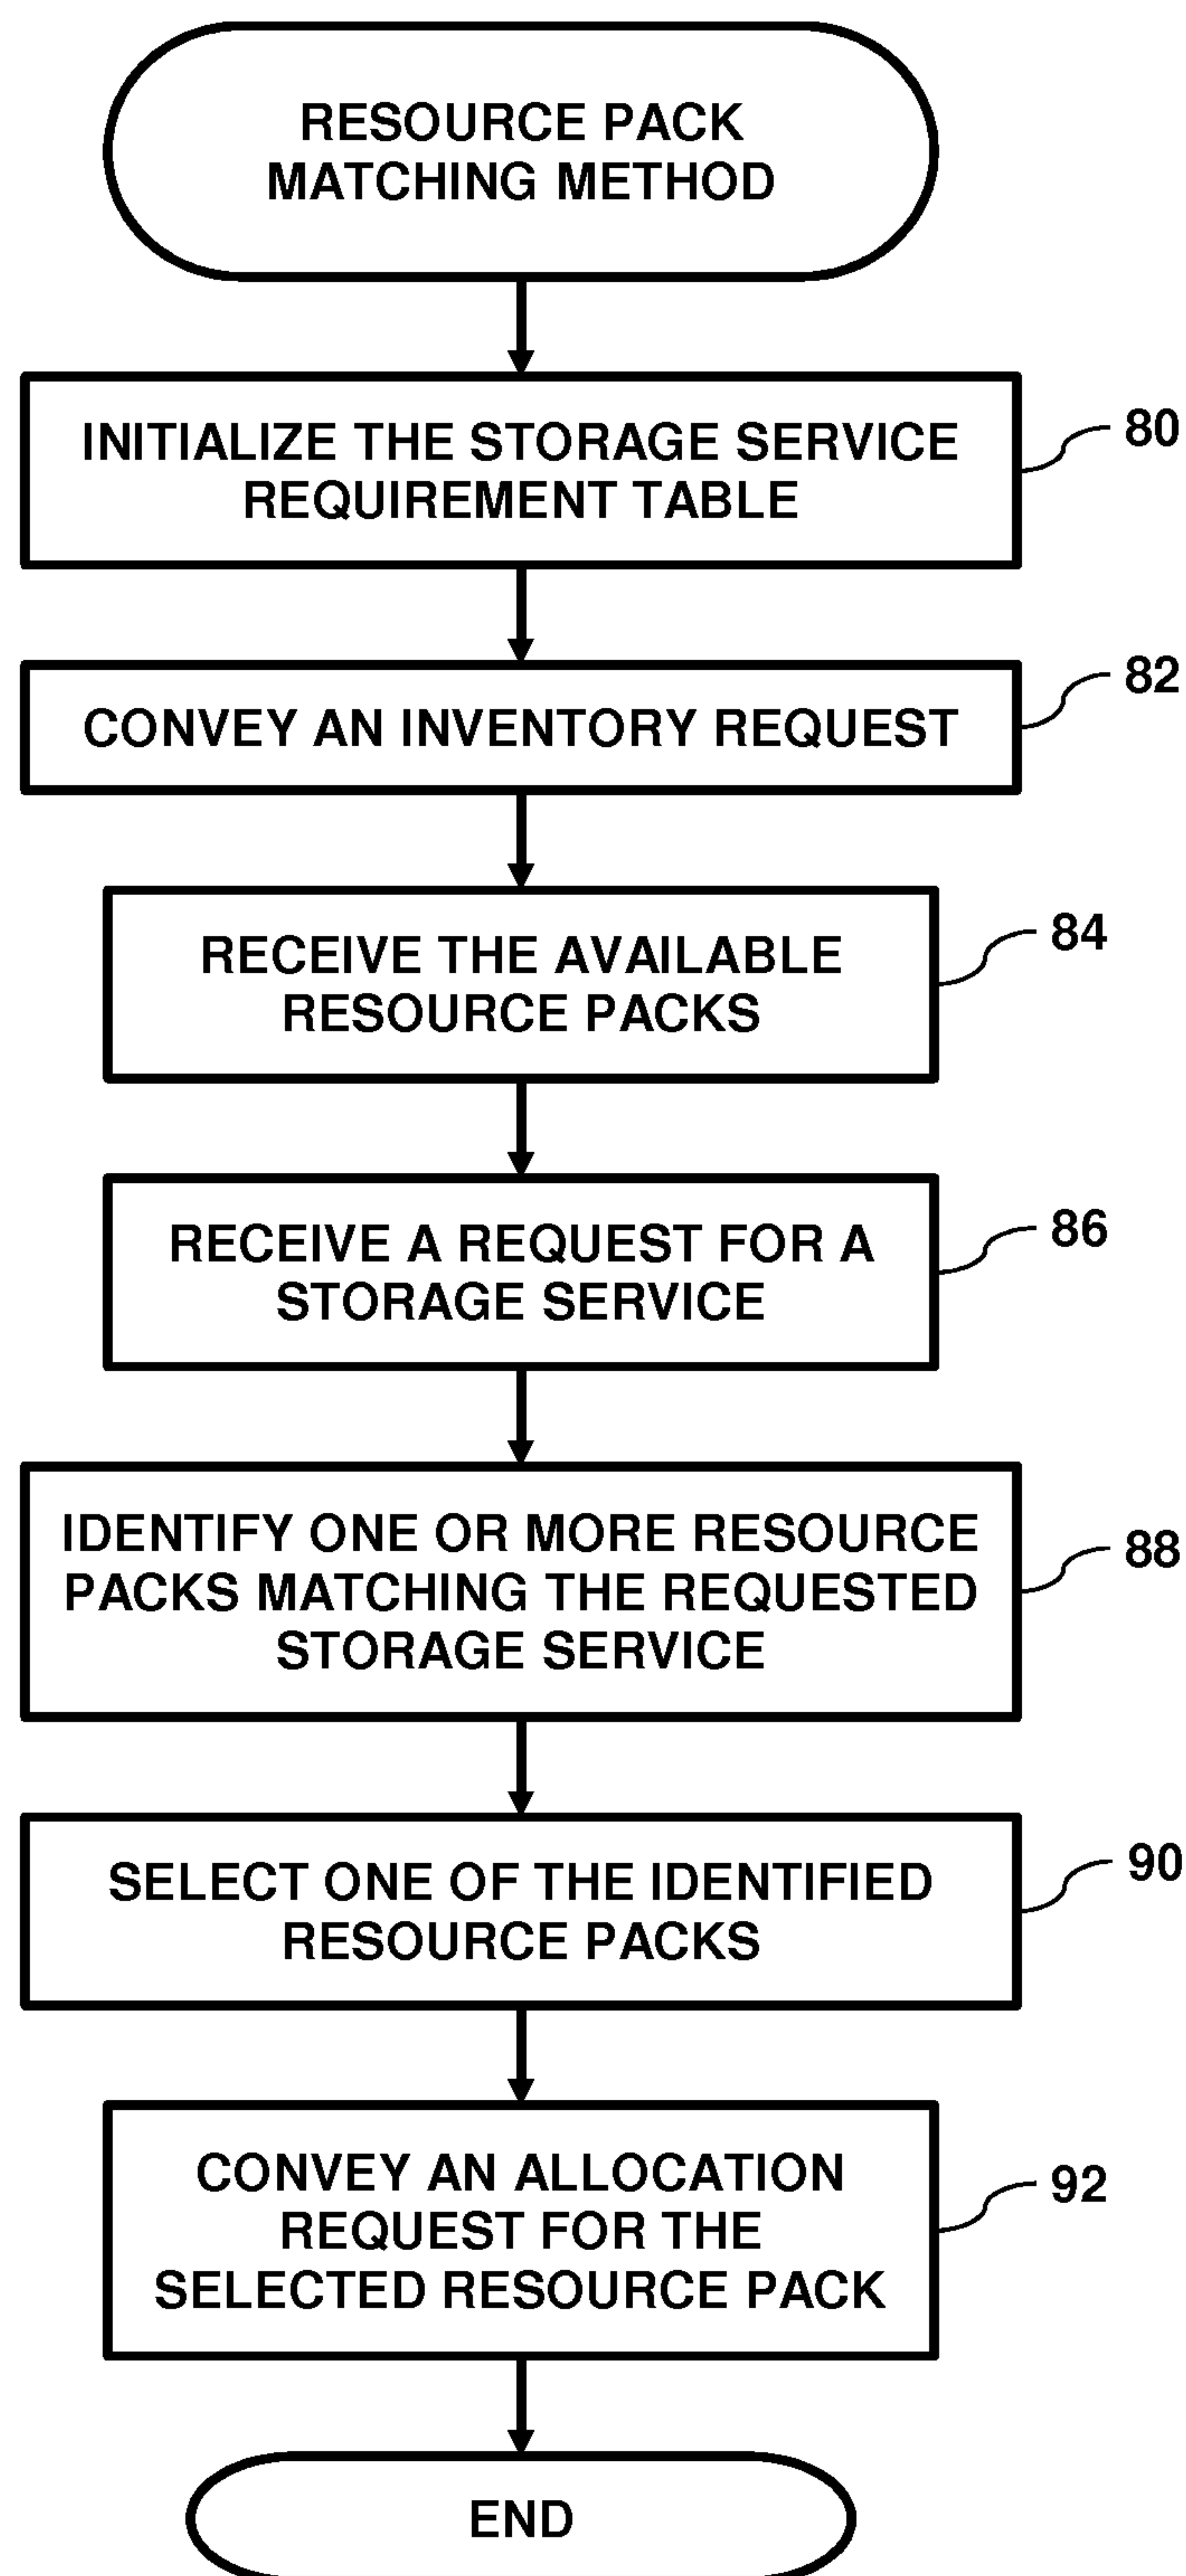 RESOURCE PACK
MATCHING METHOD
INITIALIZE THE STORAGE SERVICE
REQUIREMENT TABLE
80
CONVEY AN INVENTORY REQUEST
82
RECEIVE THE AVAILABLE
RESOURCE PACKS
84
RECEIVE A REQUEST FOR A
STORAGE SERVICE
86
IDENTIFY ONE OR MORE RESOURCE
PACKS MATCHING THE REQUESTED
STORAGE SERVICE
88
SELECT ONE OF THE IDENTIFIED
RESOURCE PACKS
90
CONVEY AN ALLOCATION
REQUEST FOR THE
SELECTED RESOURCE PACK
92
END